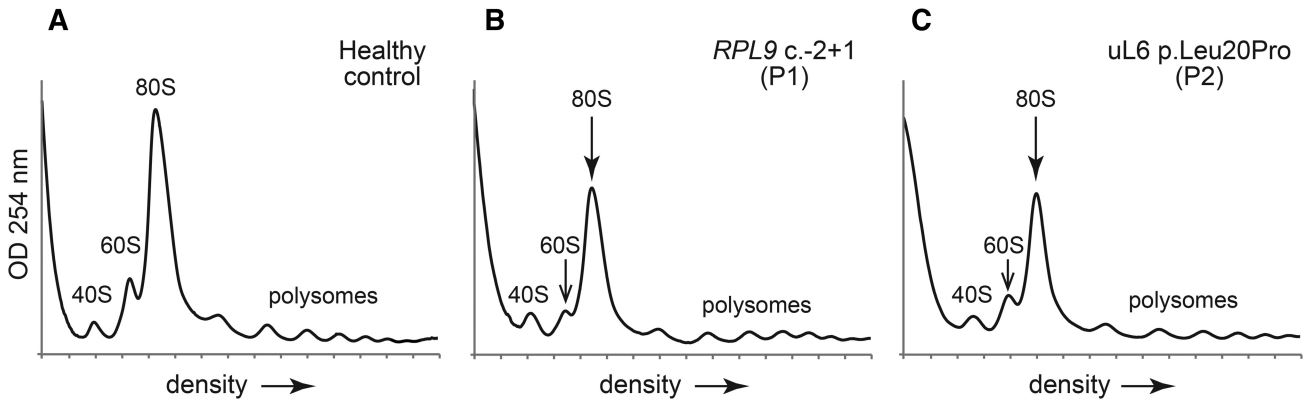 A
Healthy
control
80S
60S
40S
polysomes
OD 254 nm
density
B
RPL9 c.-2+1
(P1)
80S
60S
40S
polysomes
density
C
uL6 p.Leu20Pro
(P2)
80S
60S
40S
polysomes
density